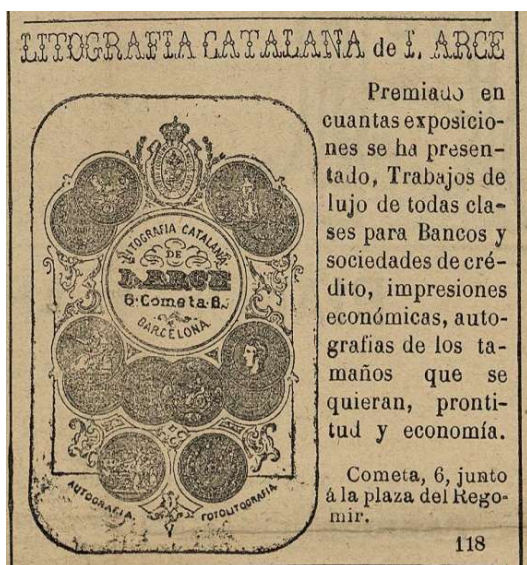 LITOGRAFIA CATALANA de I. ARCE
LITOGRAFIA CATALANA
DE
I. ARCE
6·Cometa·6.
BARCELONA.
AUTOGRAFIA
Y
FOTOLITOGRAFIA
Premiado en
cuantas exposicio-
nes se ha presen-
tado, Trabajos de
lujo de todas cla-
ses para Bancos y
sociedades de cré-
dito, impresiones
económicas, auto-
grafias de los ta-
maños que se
quieran, pronti-
tud y economía.
Cometa, 6, junto
á la plaza del Rego-
mir.
118